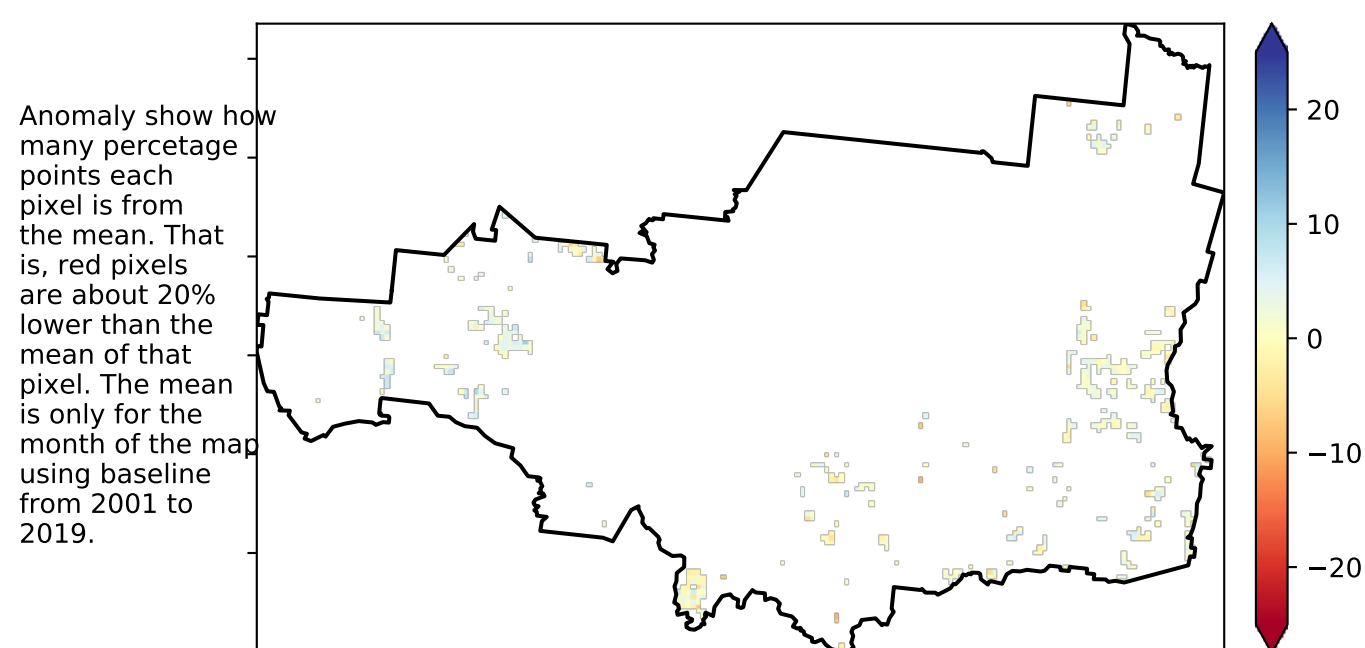 Anomaly show how
many percetage
points each
pixel is from
the mean. That
is, red pixels
are about 20%
lower than the
mean of that
pixel. The mean
is only for the
month of the map
using baseline
from 2001 to
2019.
20
10
0
−10
−20